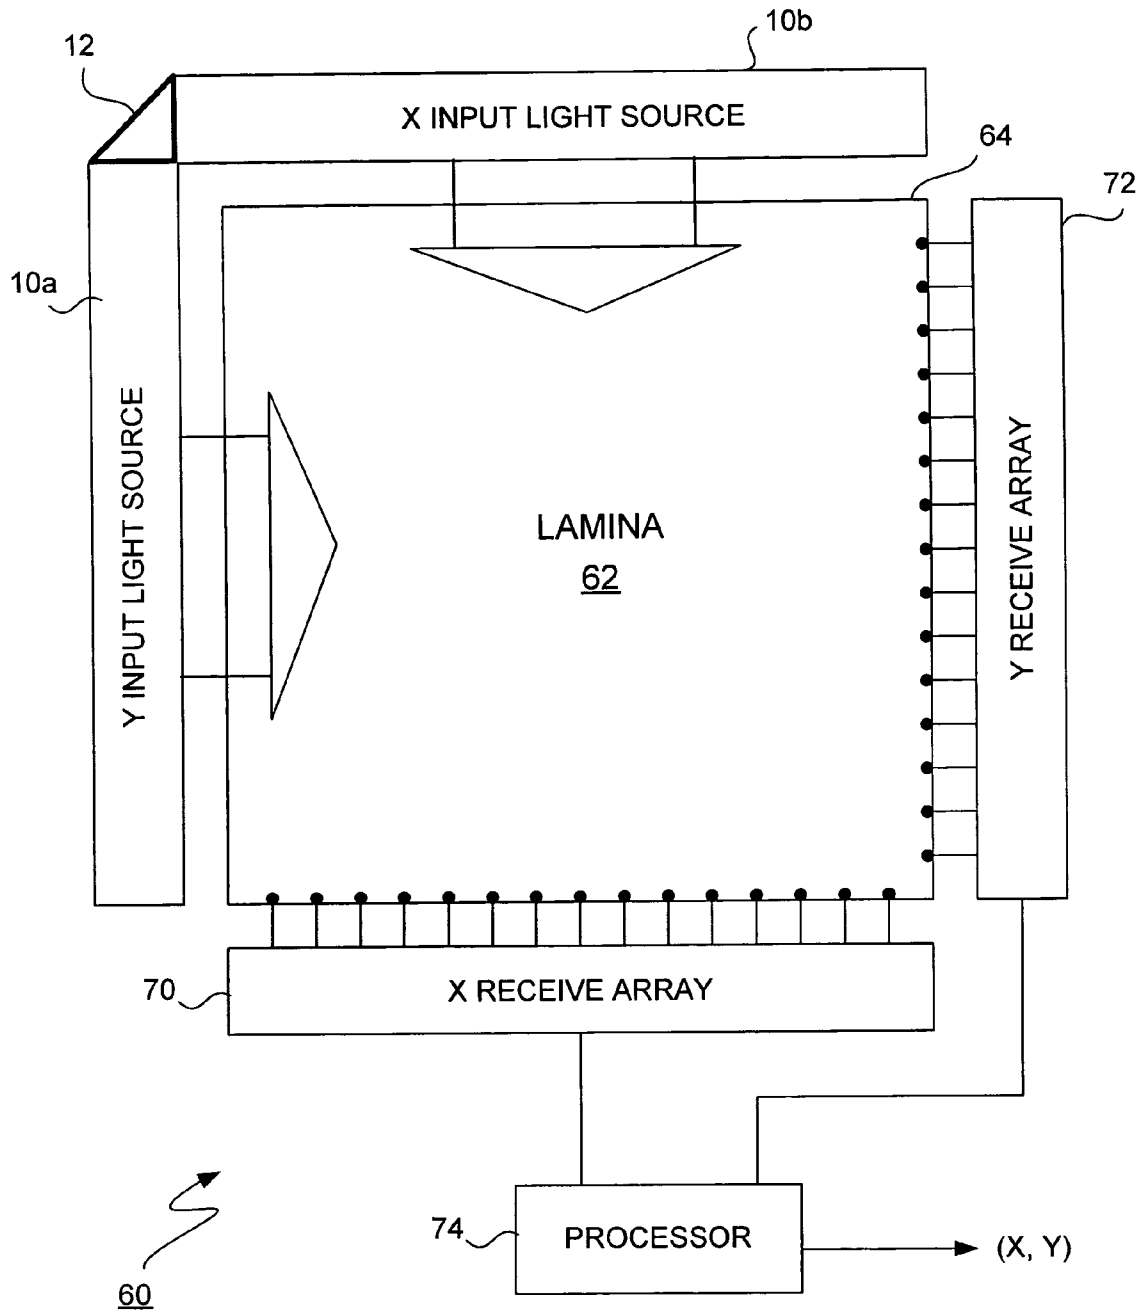 12
10b
X INPUT LIGHT SOURCE
64
72
10a
Y INPUT LIGHT SOURCE
LAMINA
62
Y RECEIVE ARRAY
70
X RECEIVE ARRAY
74
PROCESSOR
(X, Y)
60